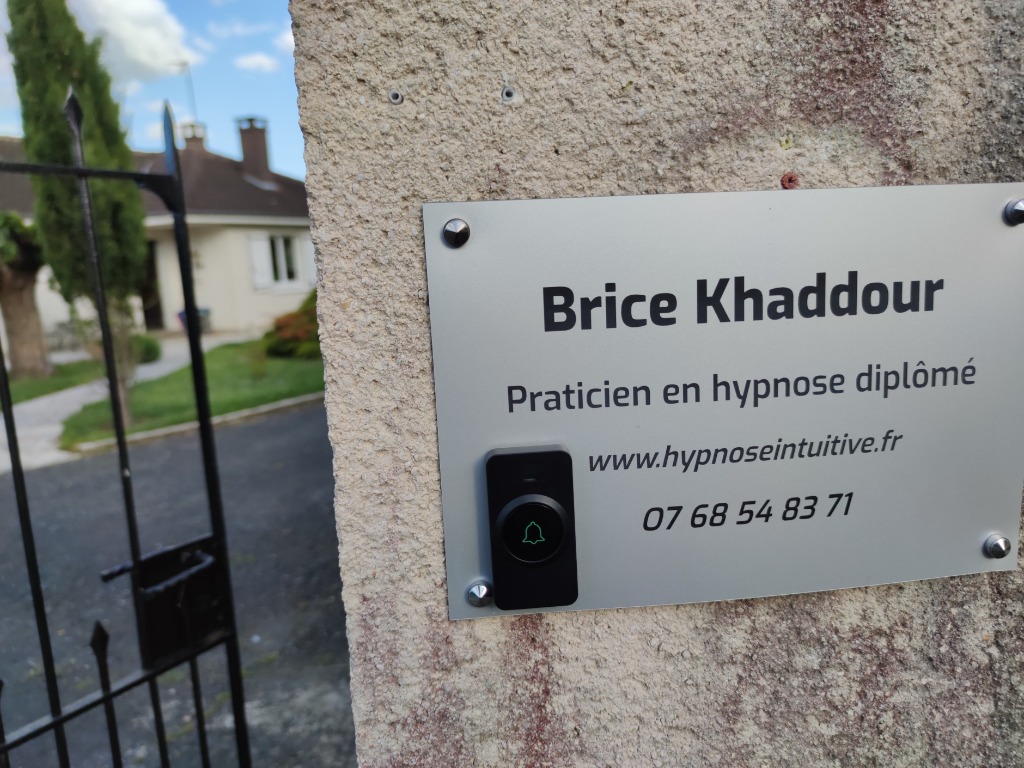 Brice Khaddour
Praticien en hypnose diplômé
www.hypnoseintuitive.fr
07 68 54 83 71